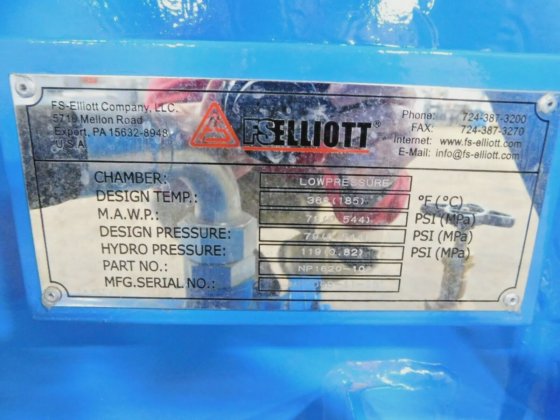 FS-Elliott Company, LLC.
5710 Mellon Road
Export, PA 15632-8948
U S A
FS ELLIOTT®
Phone: 724-387-3200
FAX: 724-387-3270
Internet: www.fs-elliott.com
E-Mail: info@fs-elliott.com
CHAMBER: LOWPRESSURE
DESIGN TEMP.: (185) °F (°C)
M.A.W.P.: PSI (MPa)
DESIGN PRESSURE: PSI (MPa)
HYDRO PRESSURE: 119(0.82) PSI (MPa)
PART NO.:
MFG.SERIAL NO.: